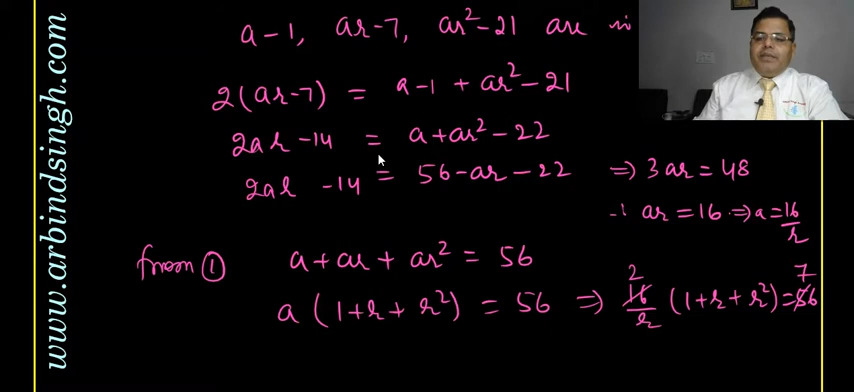 www.arbindsingh.com
a - 1, ar - 7, ar² - 21 are in
2(ar - 7) = a - 1 + ar² - 21
2ar - 14 = a + ar² - 22
2ar - 14 = 56 - ar - 22 ⇒ 3ar = 48
∴ ar = 16 ⇒ a = 16/r
from ① a + ar + ar² = 56
a(1 + r + r²) = 56 ⇒ 2 16/r (1 + r + r²) = 7 56